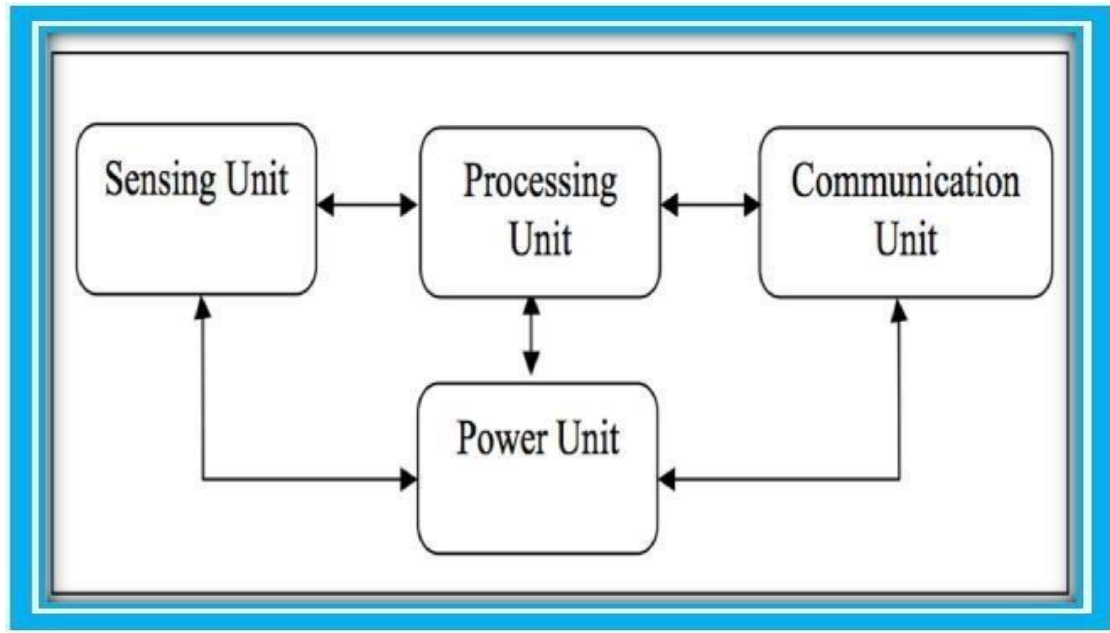 Sensing Unit
Processing
Unit
Communication
Unit
Power Unit